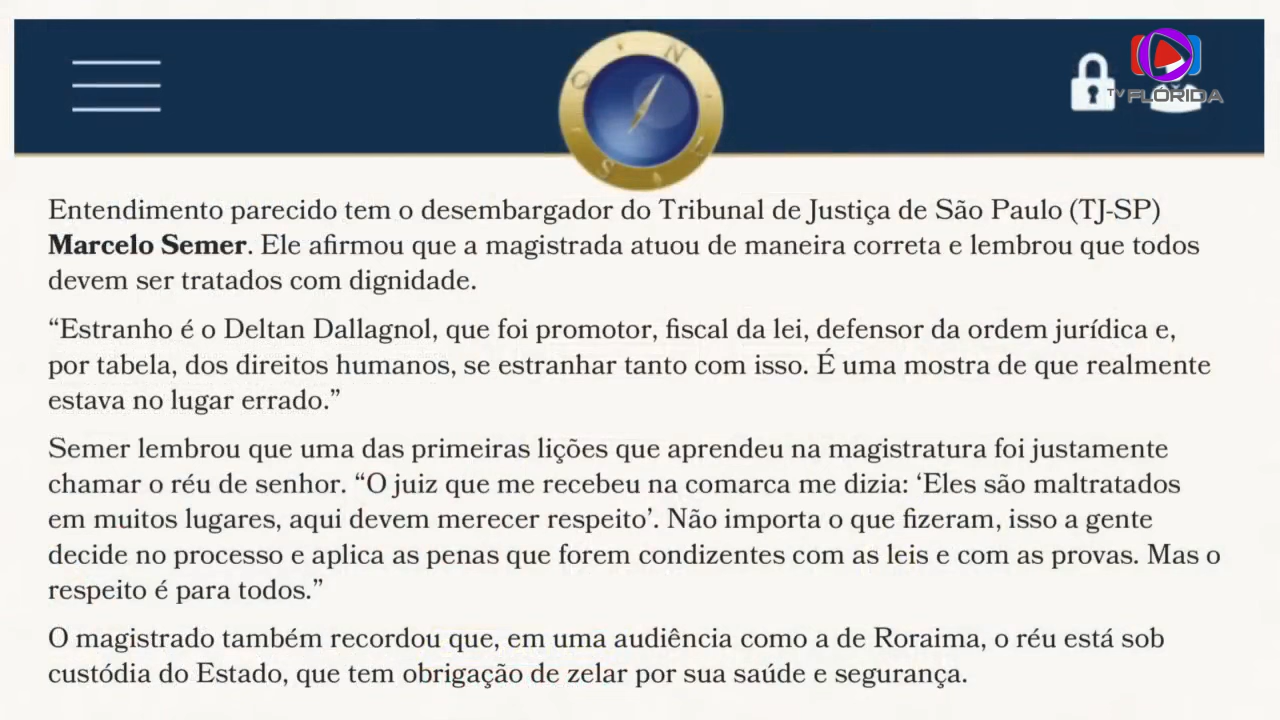 N
O
S
TV FLÓRIDA
Entendimento parecido tem o desembargador do Tribunal de Justiça de São Paulo (TJ-SP)
Marcelo Semer. Ele afirmou que a magistrada atuou de maneira correta e lembrou que todos
devem ser tratados com dignidade.
“Estranho é o Deltan Dallagnol, que foi promotor, fiscal da lei, defensor da ordem jurídica e,
por tabela, dos direitos humanos, se estranhar tanto com isso. É uma mostra de que realmente
estava no lugar errado.”
Semer lembrou que uma das primeiras lições que aprendeu na magistratura foi justamente
chamar o réu de senhor. “O juiz que me recebeu na comarca me dizia: ‘Eles são maltratados
em muitos lugares, aqui devem merecer respeito’. Não importa o que fizeram, isso a gente
decide no processo e aplica as penas que forem condizentes com as leis e com as provas. Mas o
respeito é para todos.”
O magistrado também recordou que, em uma audiência como a de Roraima, o réu está sob
custódia do Estado, que tem obrigação de zelar por sua saúde e segurança.